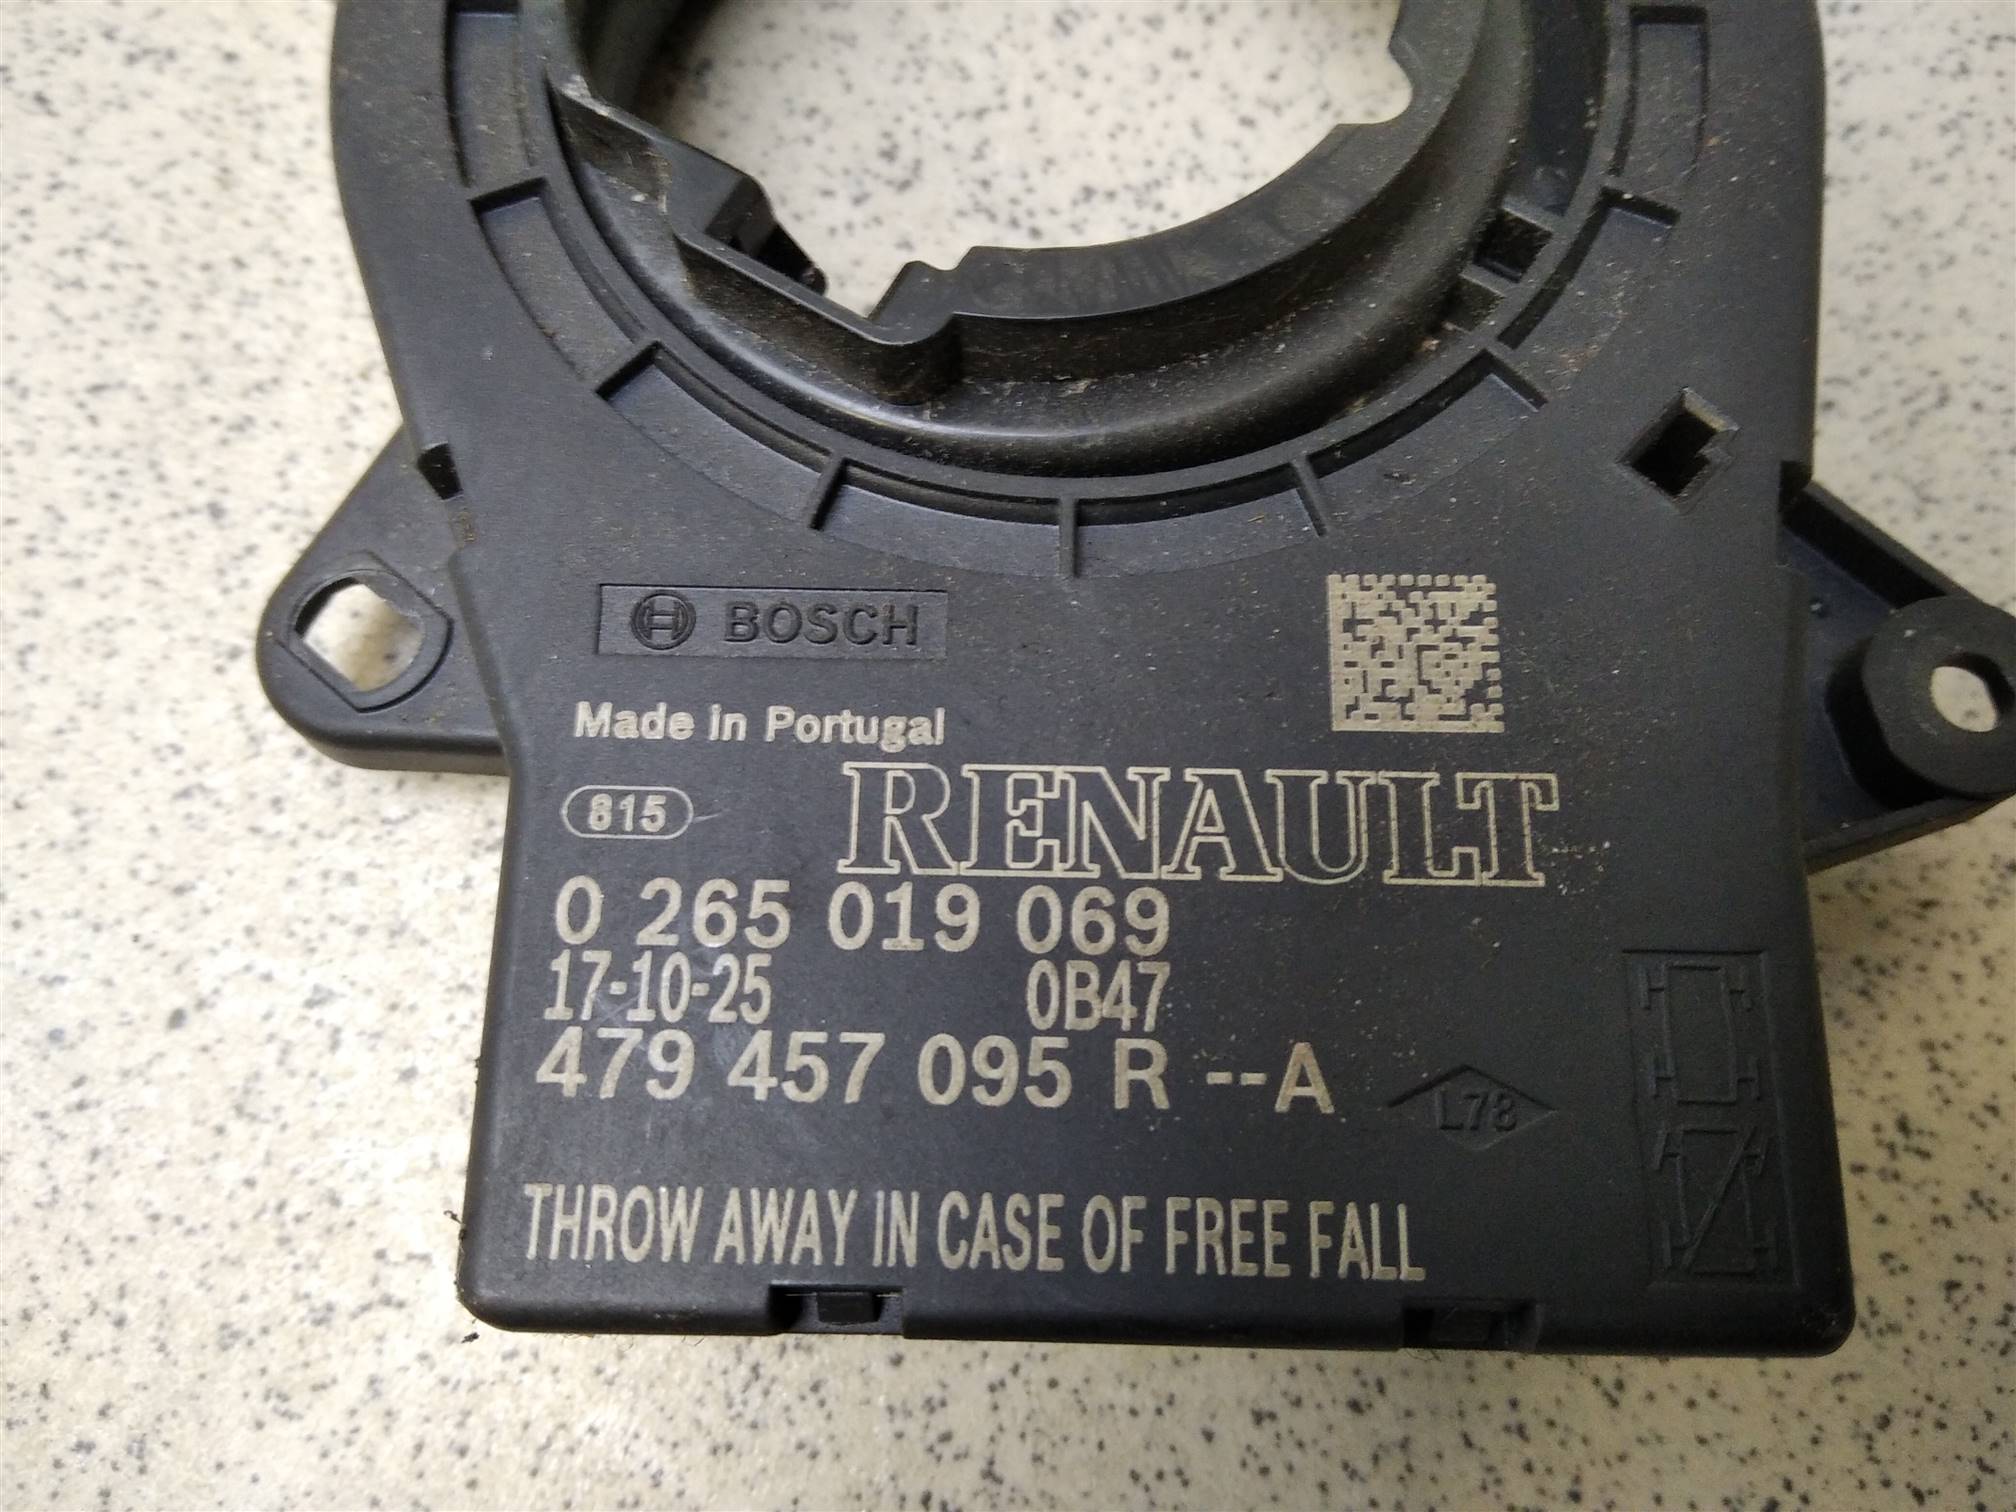 BOSCH
Made in Portugal
815
RENAULT
0 265 019 069
17-10-25 0B47
479 457 095 R --A
L78
THROW AWAY IN CASE OF FREE FALL